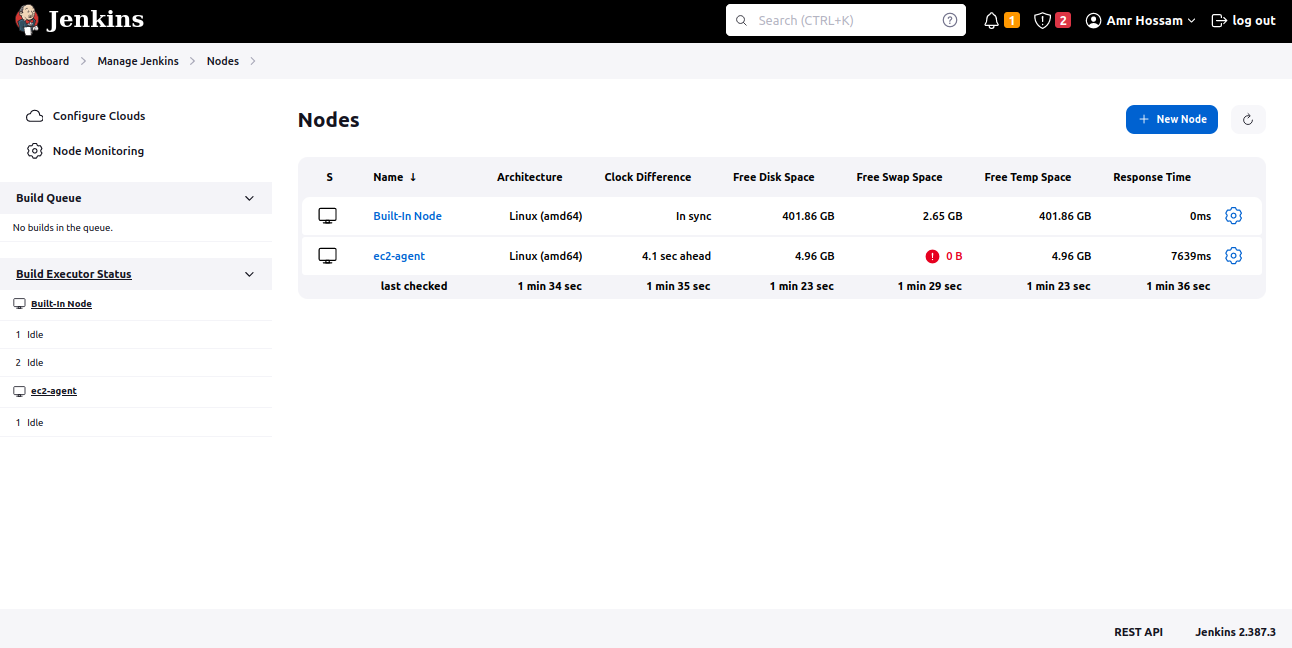 Jenkins
Search (CTRL+K)
1
2
Amr Hossam
log out
Dashboard
Manage Jenkins
Nodes
Configure Clouds
Node Monitoring
Build Queue
No builds in the queue.
Build Executor Status
Built-In Node
1 Idle
2 Idle
ec2-agent
1 Idle
Nodes
+ New Node
S Name ↓ Architecture Clock Difference Free Disk Space Free Swap Space Free Temp Space Response Time
Built-In Node Linux (amd64) In sync 401.86 GB 2.65 GB 401.86 GB 0ms
ec2-agent Linux (amd64) 4.1 sec ahead 4.96 GB 0 B 4.96 GB 7639ms
last checked 1 min 34 sec 1 min 35 sec 1 min 23 sec 1 min 29 sec 1 min 23 sec 1 min 36 sec
REST API
Jenkins 2.387.3